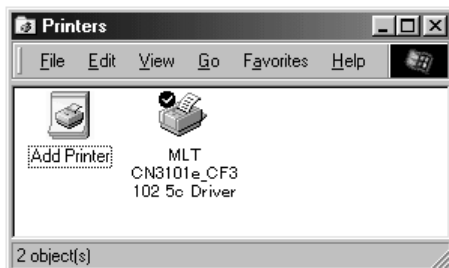 Printers
File Edit View Go Favorites Help
Add Printer
MLT
CN3101e_CF3
102 5c Driver
2 object(s)